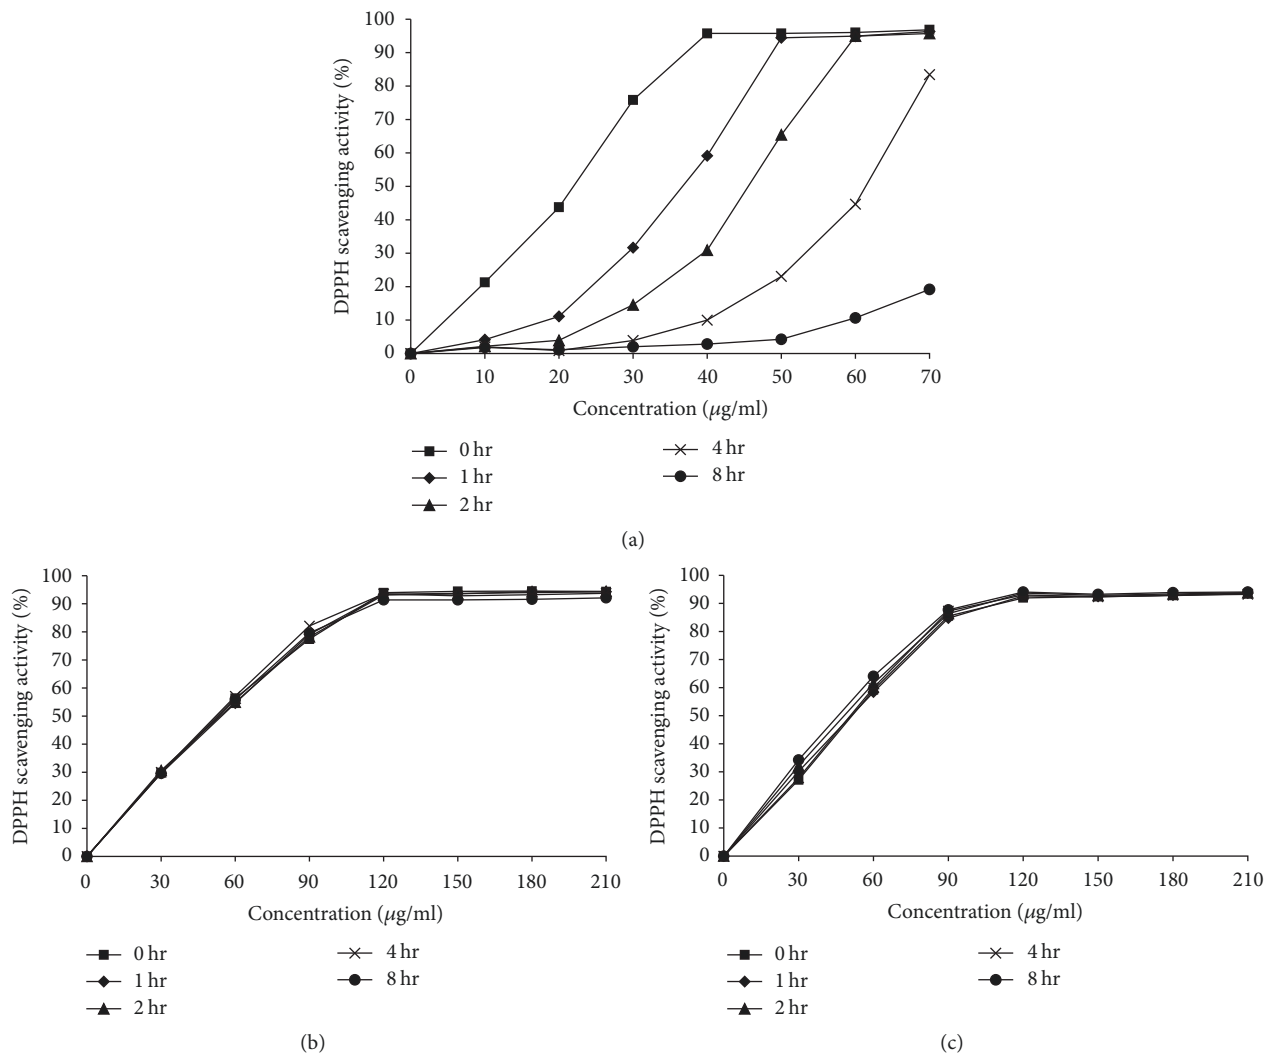 100
90
80
70
60
50
40
30
20
10
0
DPPH scavenging activity (%)
0 10 20 30 40 50 60 70
Concentration (μg/ml)
0 hr 4 hr
1 hr 8 hr
2 hr
(a)
100
90
80
70
60
50
40
30
20
10
0
DPPH scavenging activity (%)
0 30 60 90 120 150 180 210
Concentration (μg/ml)
0 hr 4 hr
1 hr 8 hr
2 hr
(b)
100
90
80
70
60
50
40
30
20
10
0
DPPH scavenging activity (%)
0 30 60 90 120 150 180 210
Concentration (μg/ml)
0 hr 4 hr
1 hr 8 hr
2 hr
(c)